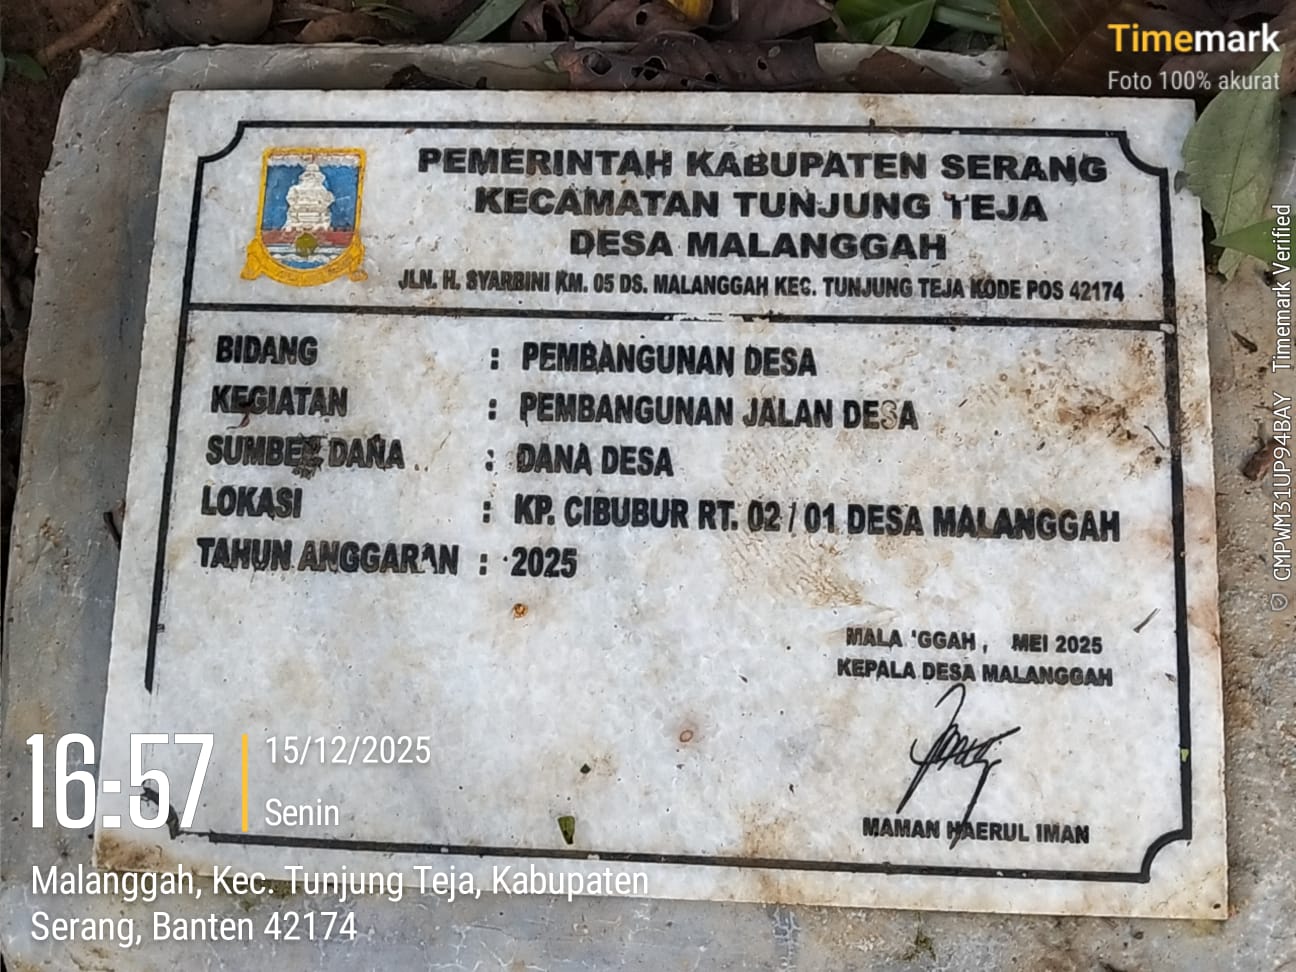 Timemark
Foto 100% akurat
PEMERINTAH KABUPATEN SERANG
KECAMATAN TUNJUNG TEJA
DESA MALANGGAH
JLN. H. SYARBINI KM. 05 DS. MALANGGAH KEC. TUNJUNG TEJA KODE POS 42174
BIDANG : PEMBANGUNAN DESA
KEGIATAN : PEMBANGUNAN JALAN DESA
SUMBER DANA : DANA DESA
LOKASI : KP. CIBUBUR RT. 02 / 01 DESA MALANGGAH
TAHUN ANGGARAN : 2025
MALANGGAH, MEI 2025
KEPALA DESA MALANGGAH
MAMAN HAERUL IMAN
16:57
15/12/2025
Senin
Malanggah, Kec. Tunjung Teja, Kabupaten
Serang, Banten 42174
CMPWM31UP94BAY Timemark Verified